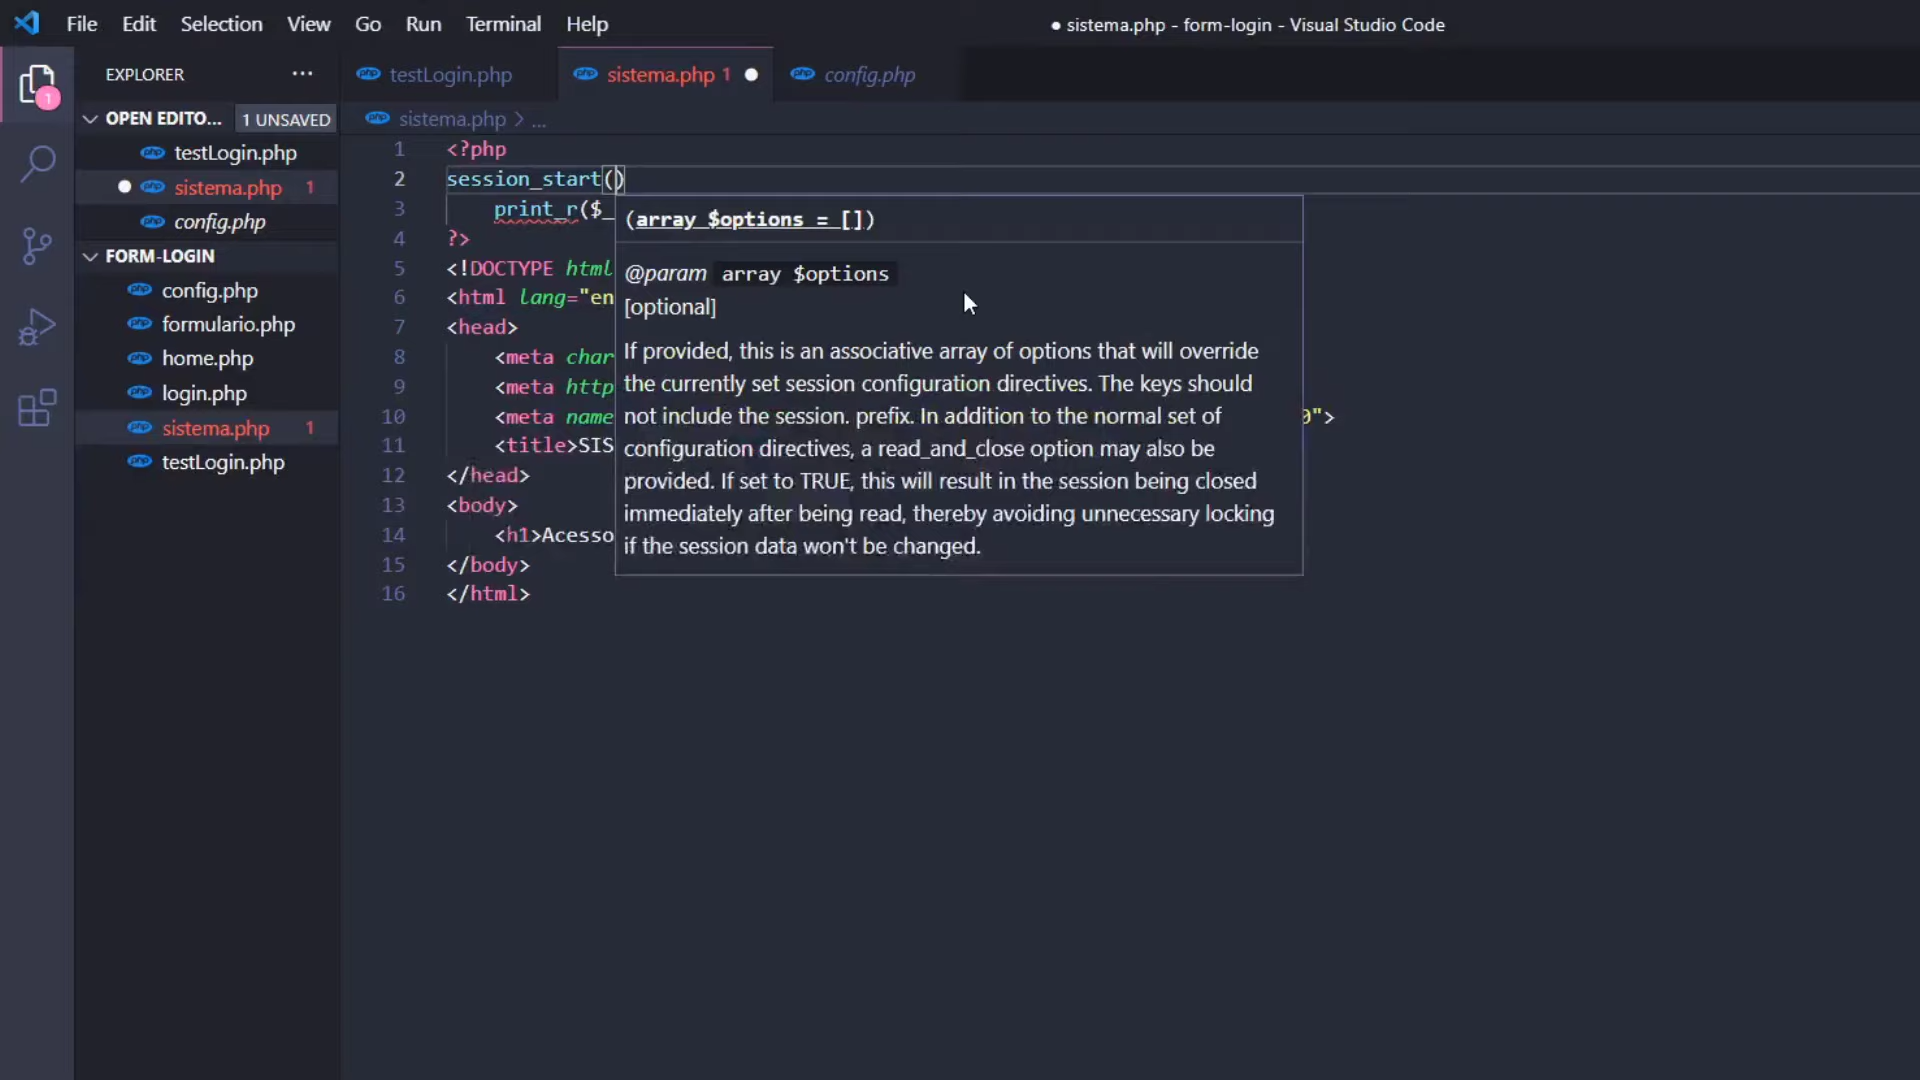 File Edit Selection View Go Run Terminal Help
● sistema.php - form-login - Visual Studio Code
EXPLORER ...
testLogin.php
sistema.php 1
config.php
1
OPEN EDITO... 1 UNSAVED
testLogin.php
sistema.php 1
config.php
FORM-LOGIN
config.php
formulario.php
home.php
login.php
sistema.php 1
testLogin.php
sistema.php > ...
1 <?php
2 session_start()
3 print_r($_
4 ?>
5 <!DOCTYPE html
6 <html lang="en
7 <head>
8 <meta char
9 <meta http
10 <meta name 0">
11 <title>SIS
12 </head>
13 <body>
14 <h1>Acesso
15 </body>
16 </html>
(array $options = [])
@param array $options
[optional]
If provided, this is an associative array of options that will override
the currently set session configuration directives. The keys should
not include the session. prefix. In addition to the normal set of
configuration directives, a read_and_close option may also be
provided. If set to TRUE, this will result in the session being closed
immediately after being read, thereby avoiding unnecessary locking
if the session data won't be changed.